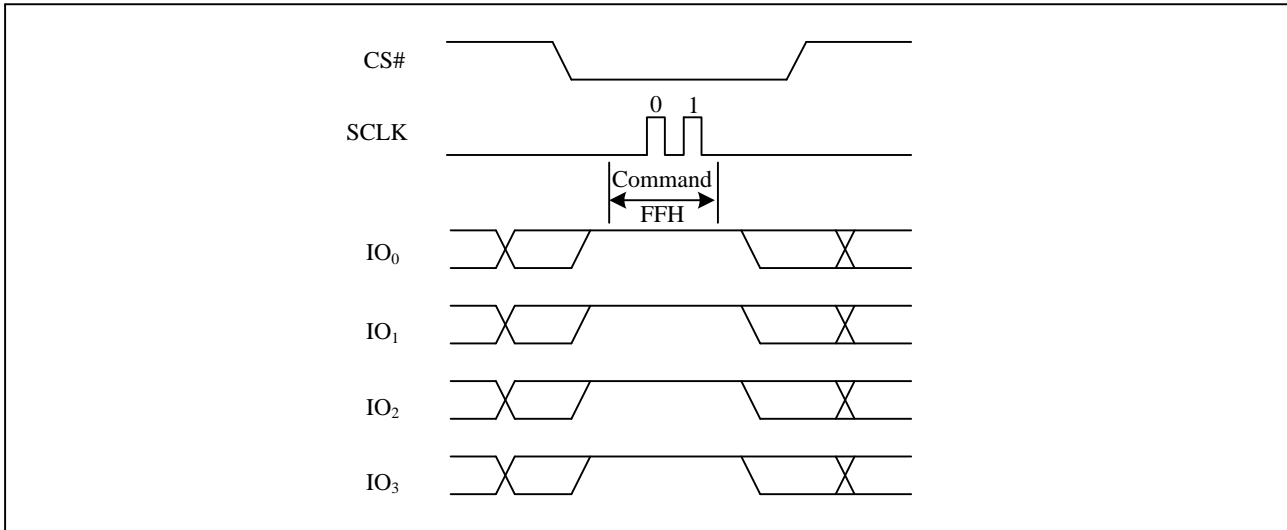 CS#
0 1
SCLK
Command
FFH
IO₀
IO₁
IO₂
IO₃